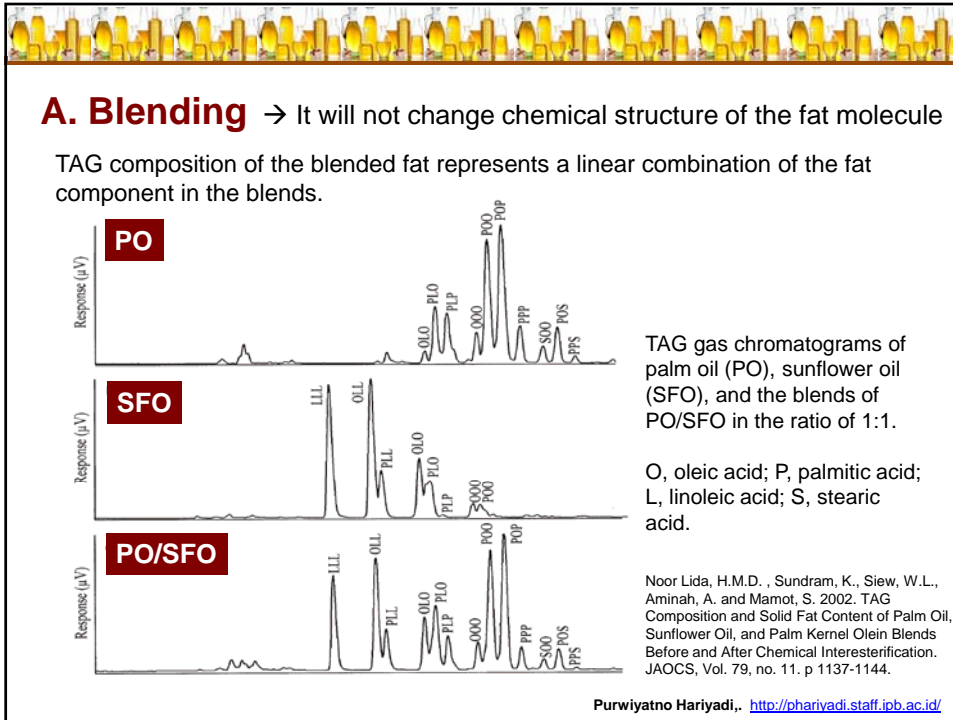 A. Blending → It will not change chemical structure of the fat molecule
TAG composition of the blended fat represents a linear combination of the fat
component in the blends.
PO
Response (µV)
OLO
PLO
PLP
OOO
POO
POP
PPP
SOO
POS
PPS
SFO
Response (µV)
LLL
OLL
PLL
OLO
PLO
PLP
OOO
POO
PO/SFO
Response (µV)
LLL
OLL
PLL
OLO
PLO
PLP
OOO
POO
POP
PPP
SOO
POS
PPS
TAG gas chromatograms of
palm oil (PO), sunflower oil
(SFO), and the blends of
PO/SFO in the ratio of 1:1.
O, oleic acid; P, palmitic acid;
L, linoleic acid; S, stearic
acid.
Noor Lida, H.M.D. , Sundram, K., Siew, W.L.,
Aminah, A. and Mamot, S. 2002. TAG
Composition and Solid Fat Content of Palm Oil,
Sunflower Oil, and Palm Kernel Olein Blends
Before and After Chemical Interesterification.
JAOCS, Vol. 79, no. 11. p 1137-1144.
Purwiyatno Hariyadi,. http://phariyadi.staff.ipb.ac.id/